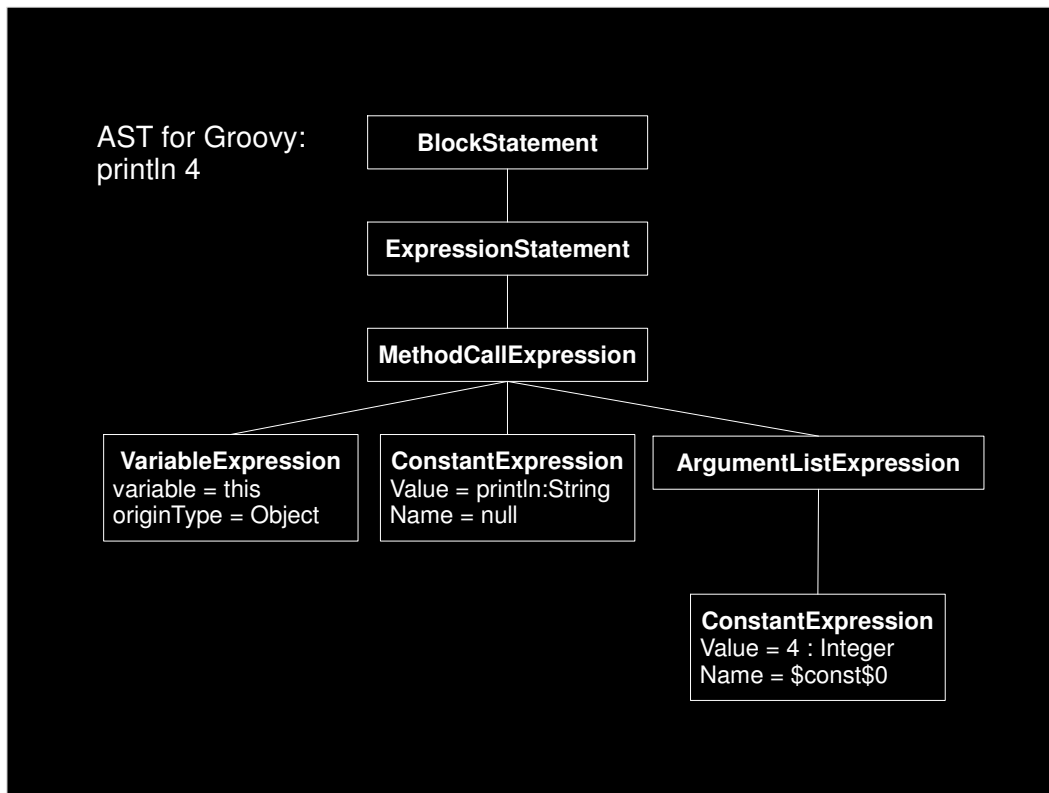 AST for Groovy:
println 4
BlockStatement
ExpressionStatement
MethodCallExpression
VariableExpression
variable = this
originType = Object
ConstantExpression
Value = println:String
Name = null
ArgumentListExpression
ConstantExpression
Value = 4 : Integer
Name = $const$0